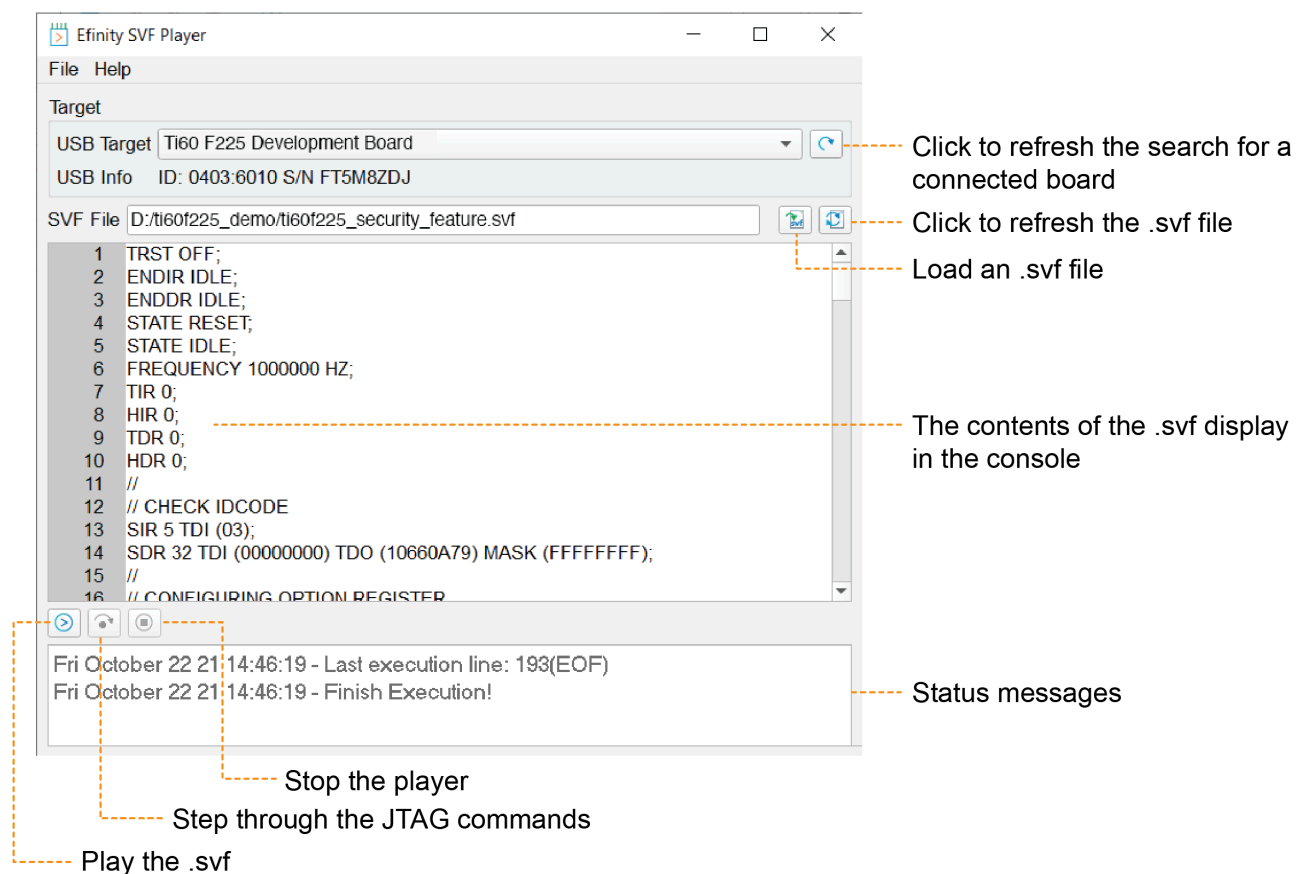 Efinity SVF Player
File Help
Target
USB Target Ti60 F225 Development Board
USB Info ID: 0403:6010 S/N FT5M8ZDJ
Click to refresh the search for a
connected board
SVF File D:/ti60f225_demo/ti60f225_security_feature.svf
Click to refresh the .svf file
Load an .svf file
1 TRST OFF;
2 ENDIR IDLE;
3 ENDDR IDLE;
4 STATE RESET;
5 STATE IDLE;
6 FREQUENCY 1000000 HZ;
7 TIR 0;
8 HIR 0;
9 TDR 0;
10 HDR 0;
11 //
12 // CHECK IDCODE
13 SIR 5 TDI (03);
14 SDR 32 TDI (00000000) TDO (10660A79) MASK (FFFFFFFF);
15 //
16 // CONFIGURING OPTION REGISTER
The contents of the .svf display
in the console
Fri October 22 21 14:46:19 - Last execution line: 193(EOF)
Fri October 22 21 14:46:19 - Finish Execution!
Status messages
Stop the player
Step through the JTAG commands
Play the .svf